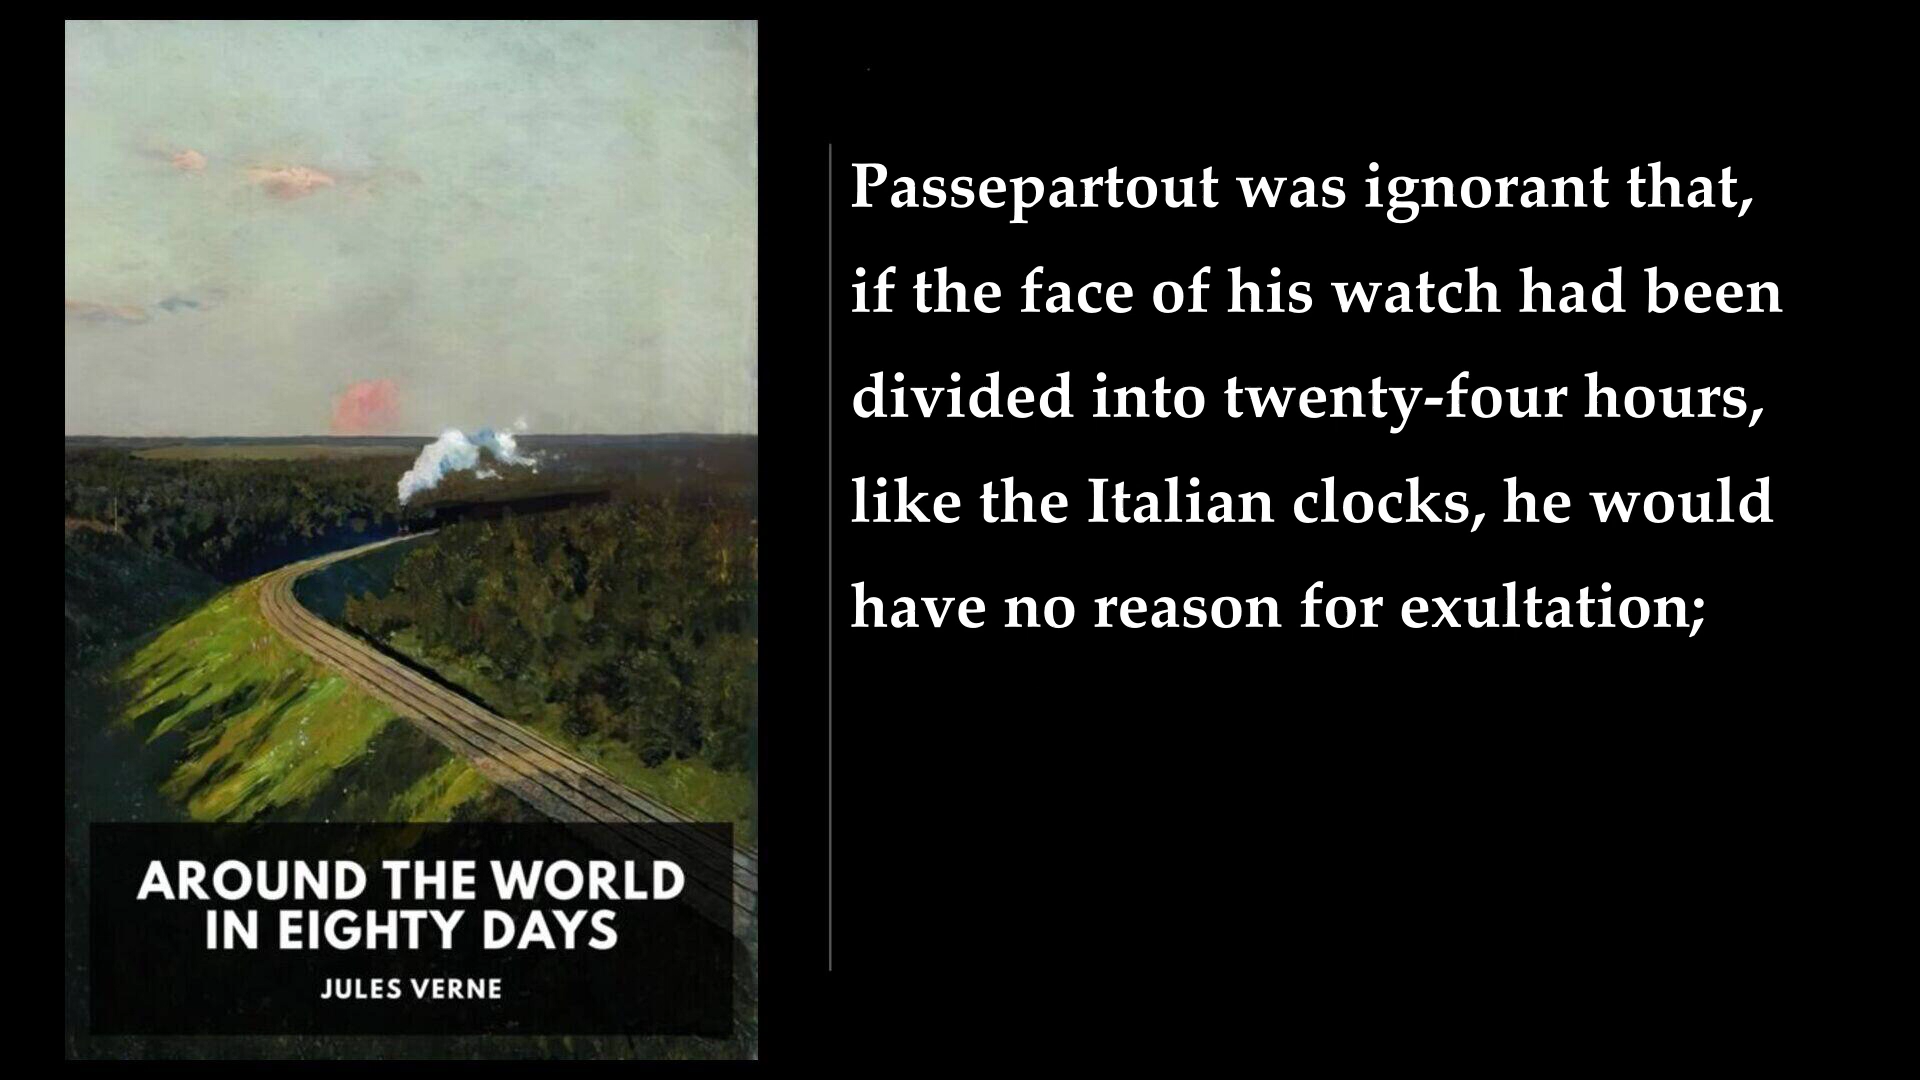 Passepartout was ignorant that,
if the face of his watch had been
divided into twenty-four hours,
like the Italian clocks, he would
have no reason for exultation;
AROUND THE WORLD
IN EIGHTY DAYS
JULES VERNE